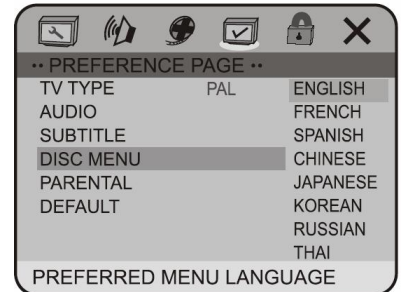 ·· PREFERENCE PAGE ··
TV TYPE PAL ENGLISH
AUDIO FRENCH
SUBTITLE SPANISH
DISC MENU CHINESE
PARENTAL JAPANESE
DEFAULT KOREAN
RUSSIAN
THAI
PREFERRED MENU LANGUAGE